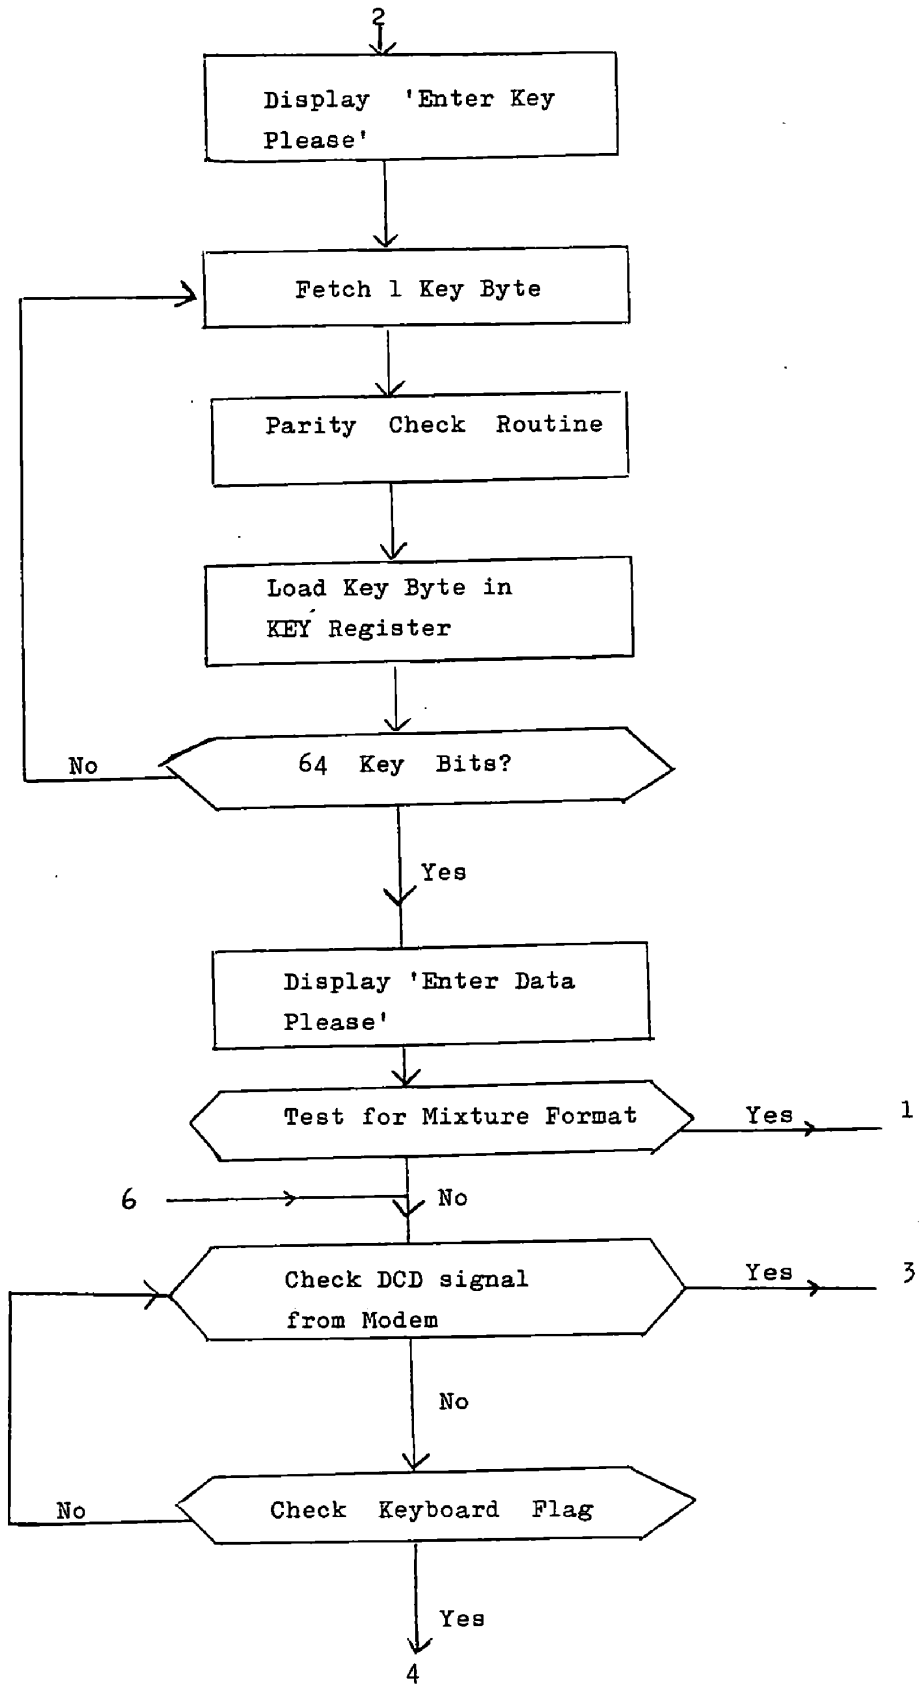 2
Display 'Enter Key
Please'
Fetch 1 Key Byte
Parity Check Routine
Load Key Byte in
KEY Register
64 Key Bits?
No
Yes
Display 'Enter Data
Please'
Test for Mixture Format
Yes
1
6
No
Check DCD signal
from Modem
Yes
3
No
Check Keyboard Flag
No
Yes
4